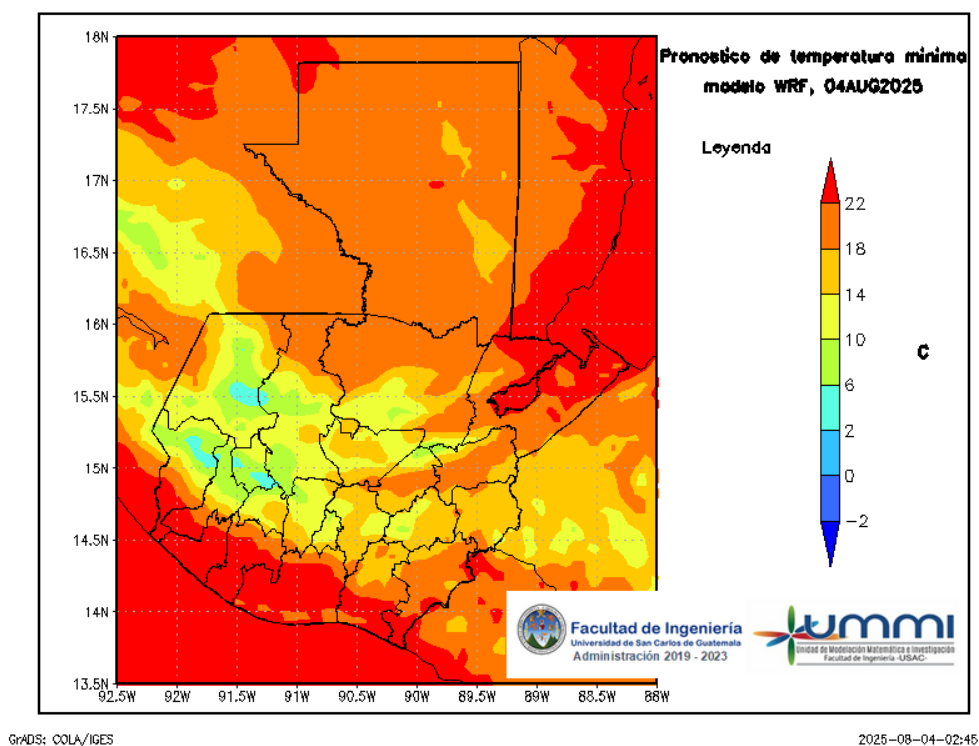 Pronostico de temperatura minima
modelo WRF, 04AUG2025
Leyenda
22
18
14
10
6
2
0
-2
C
18N
17.5N
17N
16.5N
16N
15.5N
15N
14.5N
14N
13.5N
92.5W 92W 91.5W 91W 90.5W 90W 89.5W 89W 88.5W 88W
Facultad de Ingeniería
Universidad de San Carlos de Guatemala
Administración 2019 - 2023
ummi
Unidad de Modelación Matemática e Investigación
Facultad de Ingeniería -USAC-
GrADS: COLA/IGES
2025-08-04-02:45